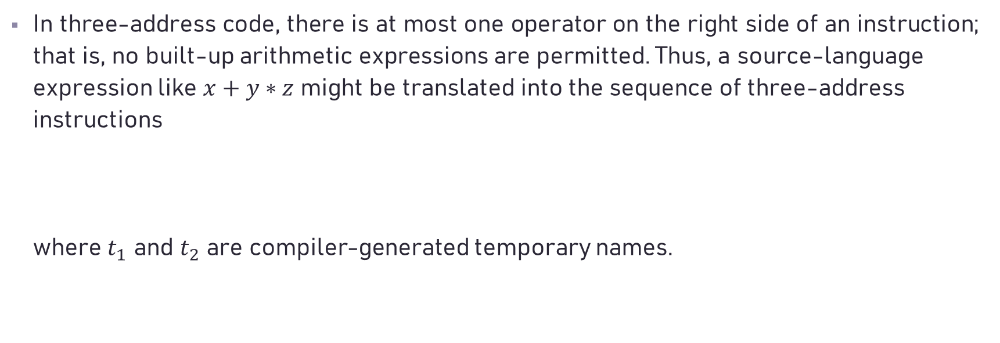 ▪ In three-address code, there is at most one operator on the right side of an instruction;
that is, no built-up arithmetic expressions are permitted. Thus, a source-language
expression like x + y ∗ z might be translated into the sequence of three-address
instructions
where t₁ and t₂ are compiler-generated temporary names.